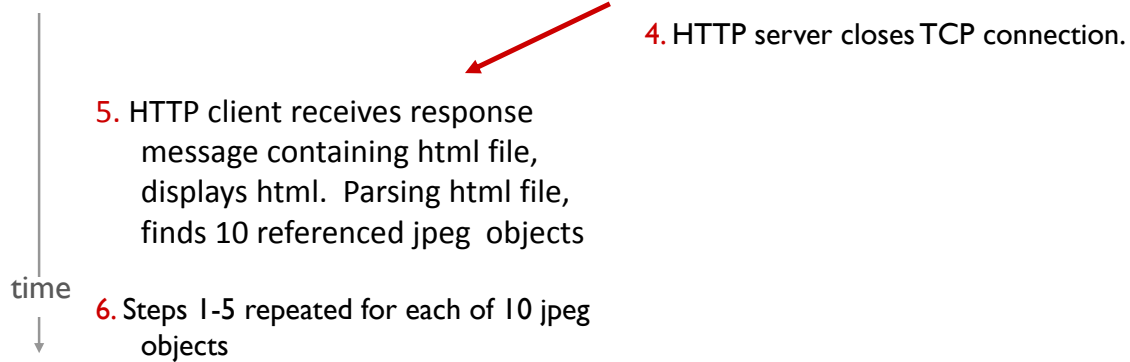 4. HTTP server closes TCP connection.
5. HTTP client receives response
message containing html file,
displays html. Parsing html file,
finds 10 referenced jpeg objects
time
6. Steps 1-5 repeated for each of 10 jpeg
objects